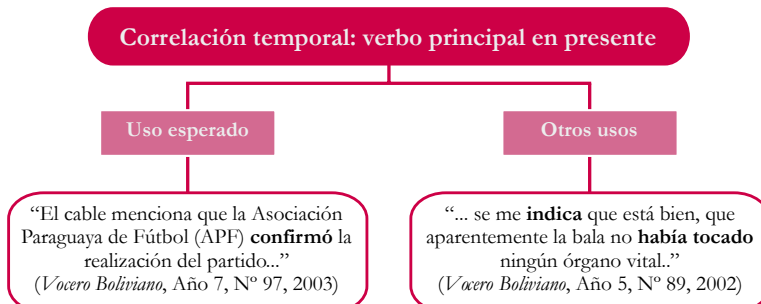 Correlación temporal: verbo principal en presente
Uso esperado
Otros usos
“El cable menciona que la Asociación
Paraguaya de Fútbol (APF) confirmó la
realización del partido...”
(Vocero Boliviano, Año 7, Nº 97, 2003)
“... se me indica que está bien, que
aparentemente la bala no había tocado
ningún órgano vital..”
(Vocero Boliviano, Año 5, Nº 89, 2002)